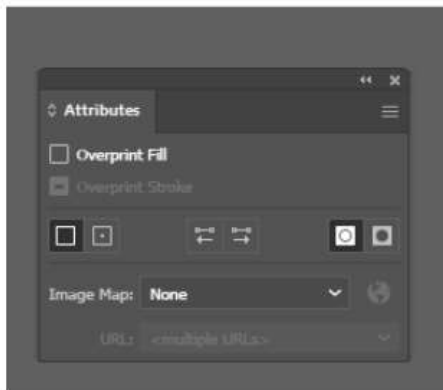 Attributes
Overprint Fill
Overprint Stroke
Image Map: None
URL: <multiple URLs>